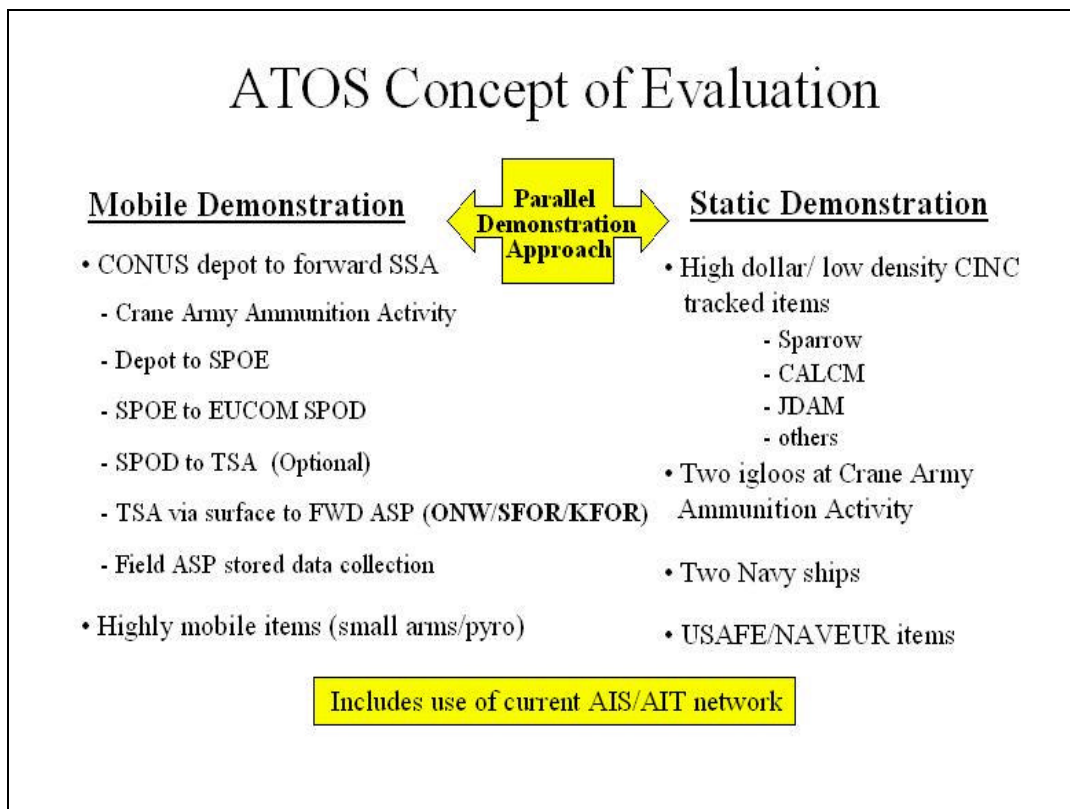 ATOS Concept of Evaluation
Parallel
Demonstration
Approach
Mobile Demonstration
• CONUS depot to forward SSA
- Crane Army Ammunition Activity
- Depot to SPOE
- SPOE to EUCOM SPOD
- SPOD to TSA (Optional)
- TSA via surface to FWD ASP (ONW/SFOR/KFOR)
- Field ASP stored data collection
• Highly mobile items (small arms/pyro)
Static Demonstration
• High dollar/ low density CINC
tracked items
- Sparrow
- CALCM
- JDAM
- others
• Two igloos at Crane Army
Ammunition Activity
• Two Navy ships
• USAFE/NAVEUR items
Includes use of current AIS/AIT network